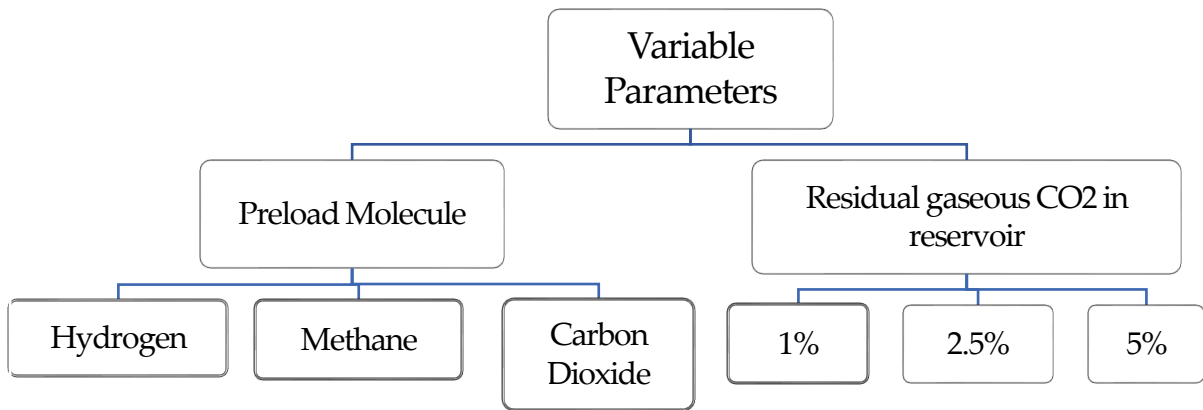 Variable
Parameters
Preload Molecule
Residual gaseous CO2 in
reservoir
Hydrogen
Methane
Carbon
Dioxide
1%
2.5%
5%